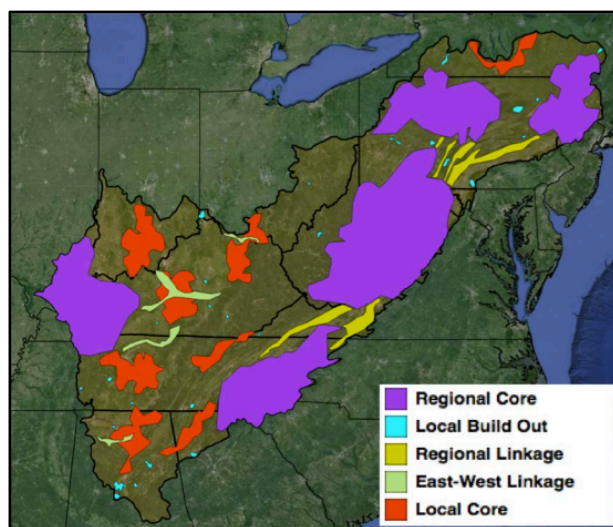 Regional Core
Local Build Out
Regional Linkage
East-West Linkage
Local Core